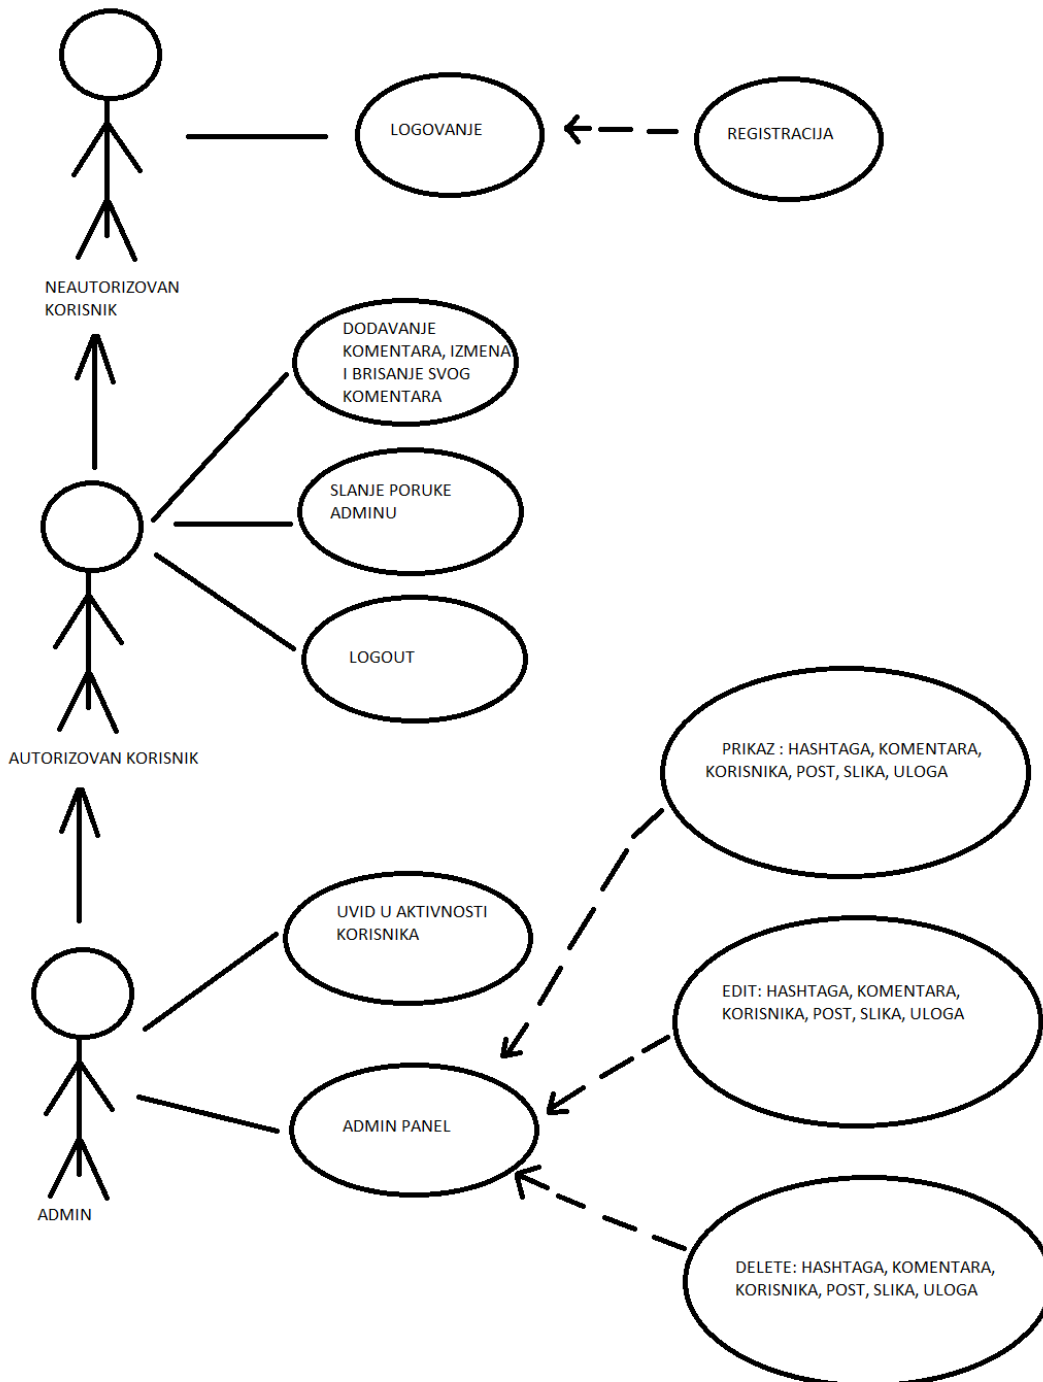 LOGOVANJE
REGISTRACIJA
NEAUTORIZOVAN
KORISNIK
DODAVANJE
KOMENTARA, IZMENA
I BRISANJE SVOG
KOMENTARA
SLANJE PORUKE
ADMINU
LOGOUT
AUTORIZOVAN KORISNIK
PRIKAZ : HASHTAGA, KOMENTARA,
KORISNIKA, POST, SLIKA, ULOGA
UVID U AKTIVNOSTI
KORISNIKA
EDIT: HASHTAGA, KOMENTARA,
KORISNIKA, POST, SLIKA, ULOGA
ADMIN PANEL
ADMIN
DELETE: HASHTAGA, KOMENTARA,
KORISNIKA, POST, SLIKA, ULOGA